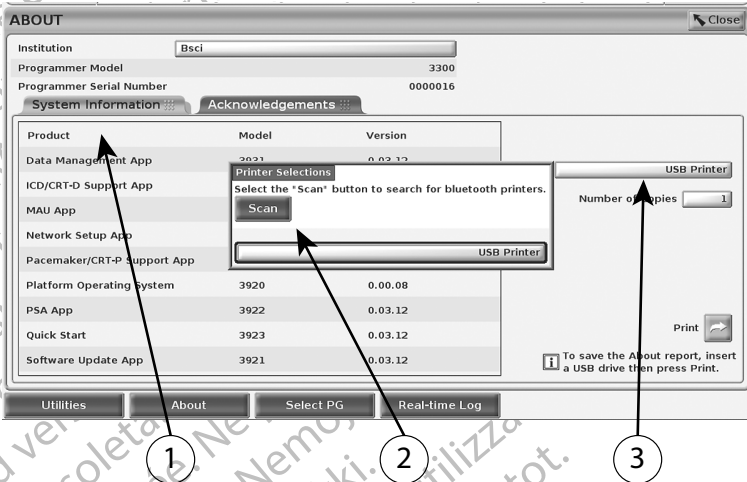 ABOUT
Close
Institution Bsci
Programmer Model 3300
Programmer Serial Number 0000016
System Information Acknowledgements
Product Model Version
Data Management App 3931 0.03.12
ICD/CRT-D Support App
MAU App
Network Setup App
Pacemaker/CRT-P Support App
Platform Operating System 3920 0.00.08
PSA App 3922 0.03.12
Quick Start 3923 0.03.12
Software Update App 3921 0.03.12
Printer Selections
Select the "Scan" button to search for bluetooth printers.
Scan
USB Printer
USB Printer
Number of Copies 1
Print
i To save the About report, insert
a USB drive then press Print.
Utilities About Select PG Real-time Log
1 2 3